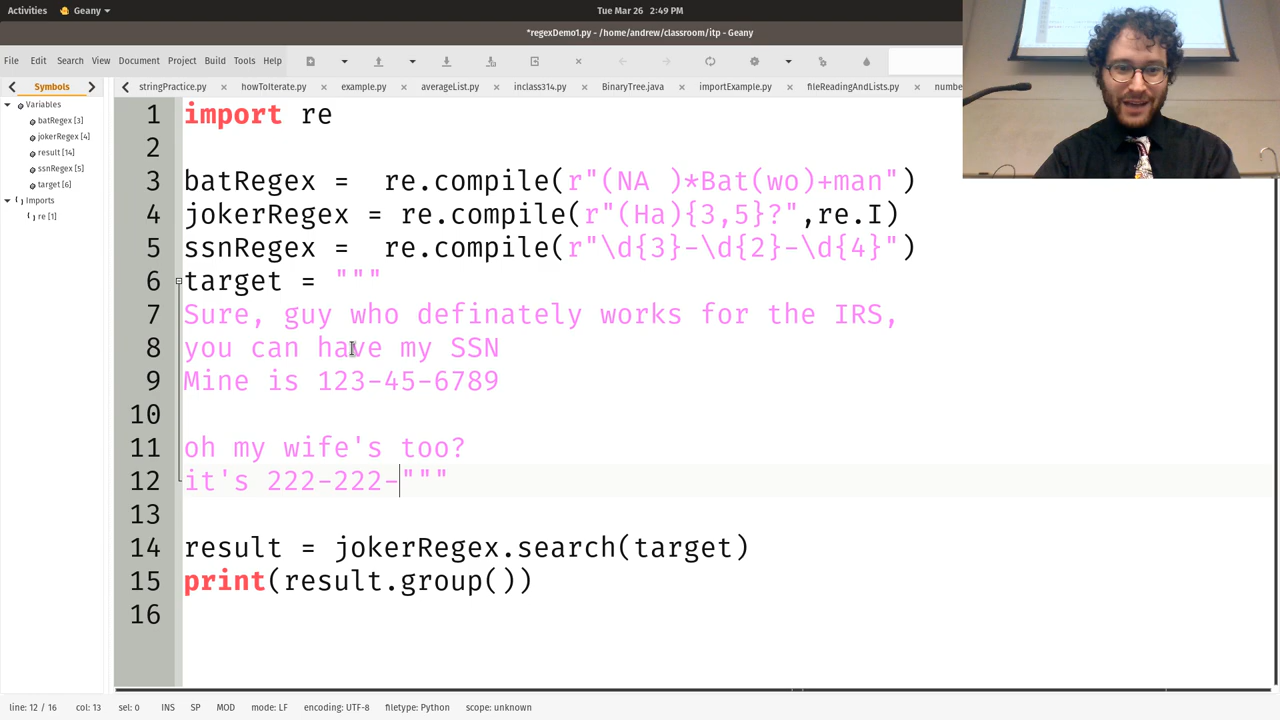 Activities
Geany
Tue Mar 26 2:49 PM
*regexDemo1.py - /home/andrew/classroom/itp - Geany
File Edit Search View Document Project Build Tools Help
Symbols
stringPractice.py howToIterate.py example.py averageList.py inclass314.py BinaryTree.java importExample.py fileReadingAndLists.py numbe
Variables
batRegex [3]
jokerRegex [4]
result [14]
ssnRegex [5]
target [6]
Imports
re [1]
1 import re
2
3 batRegex =  re.compile(r"(NA )*Bat(wo)+man")
4 jokerRegex = re.compile(r"(Ha){3,5}?",re.I)
5 ssnRegex =  re.compile(r"\d{3}-\d{2}-\d{4}")
6 target = """
7 Sure, guy who definately works for the IRS,
8 you can have my SSN
9 Mine is 123-45-6789
10
11 oh my wife's too?
12 it's 222-222-"""
13
14 result = jokerRegex.search(target)
15 print(result.group())
16
line: 12 / 16 col: 13 sel: 0 INS SP MOD mode: LF encoding: UTF-8 filetype: Python scope: unknown